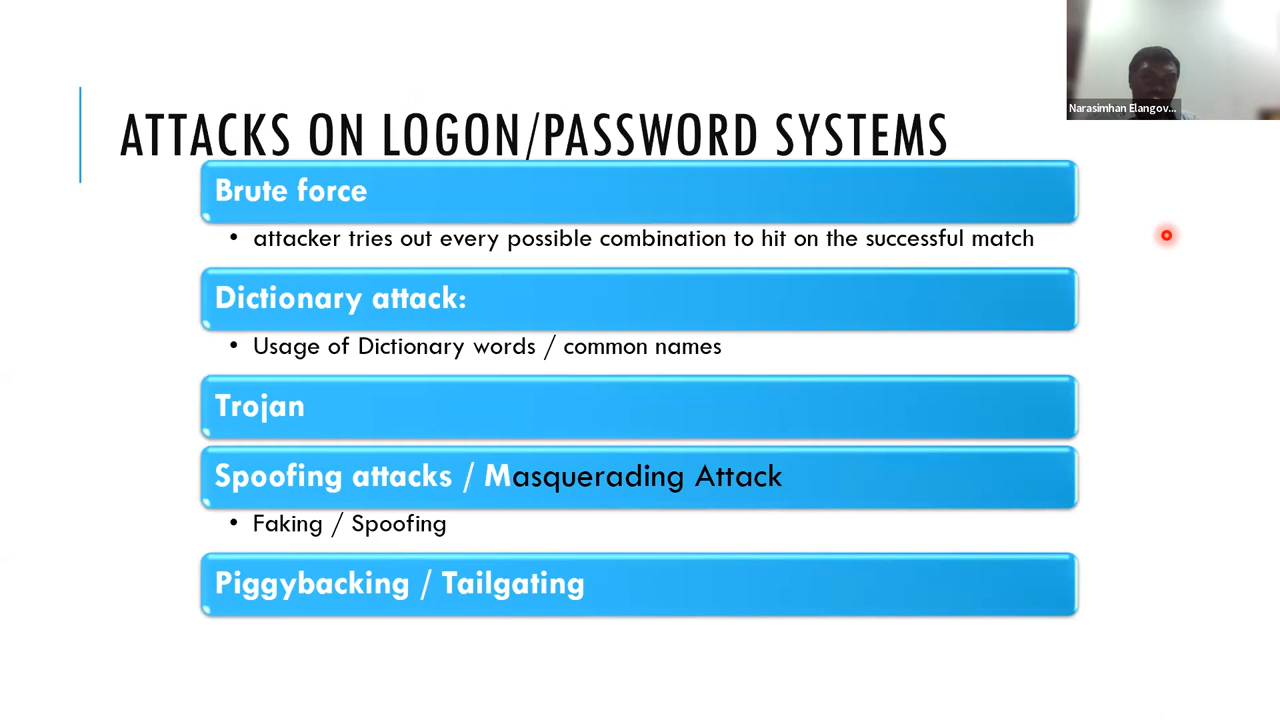 Narasimhan Elangov...
ATTACKS ON LOGON/PASSWORD SYSTEMS
Brute force
• attacker tries out every possible combination to hit on the successful match
Dictionary attack:
• Usage of Dictionary words / common names
Trojan
Spoofing attacks / Masquerading Attack
• Faking / Spoofing
Piggybacking / Tailgating